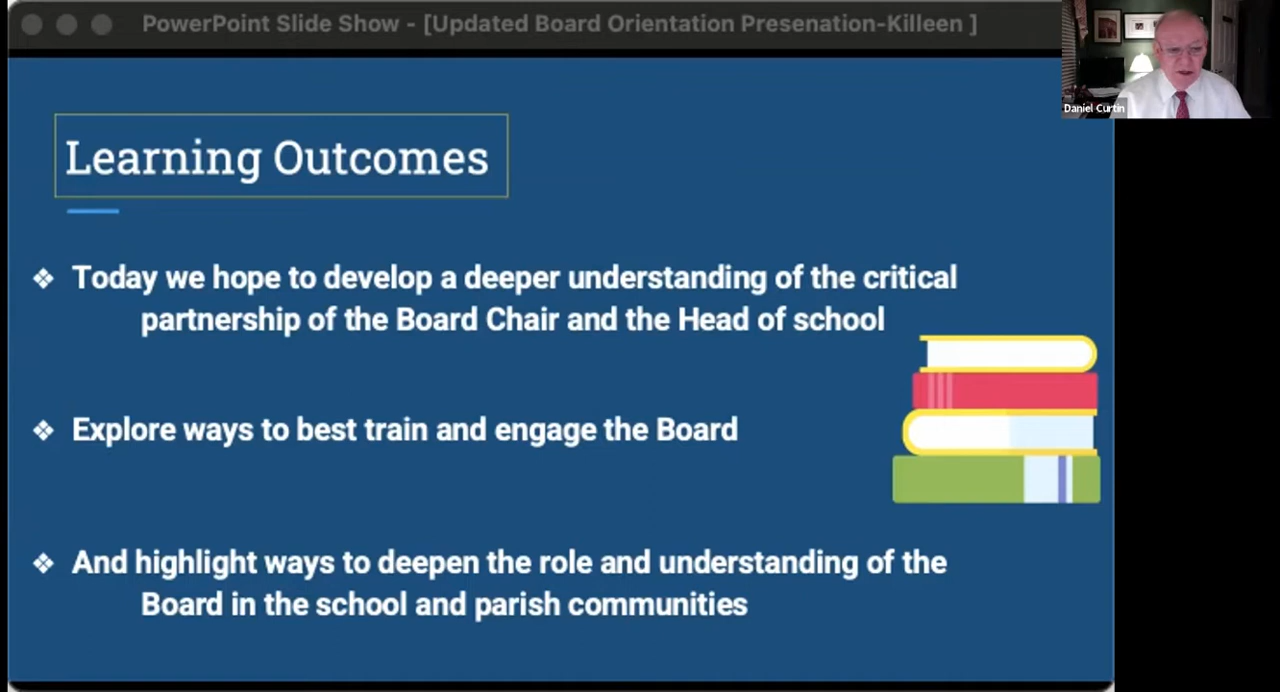 PowerPoint Slide Show - [Updated Board Orientation Presenation-Killeen ]
Daniel Curtin
Learning Outcomes
❖ Today we hope to develop a deeper understanding of the critical
partnership of the Board Chair and the Head of school
❖ Explore ways to best train and engage the Board
❖ And highlight ways to deepen the role and understanding of the
Board in the school and parish communities